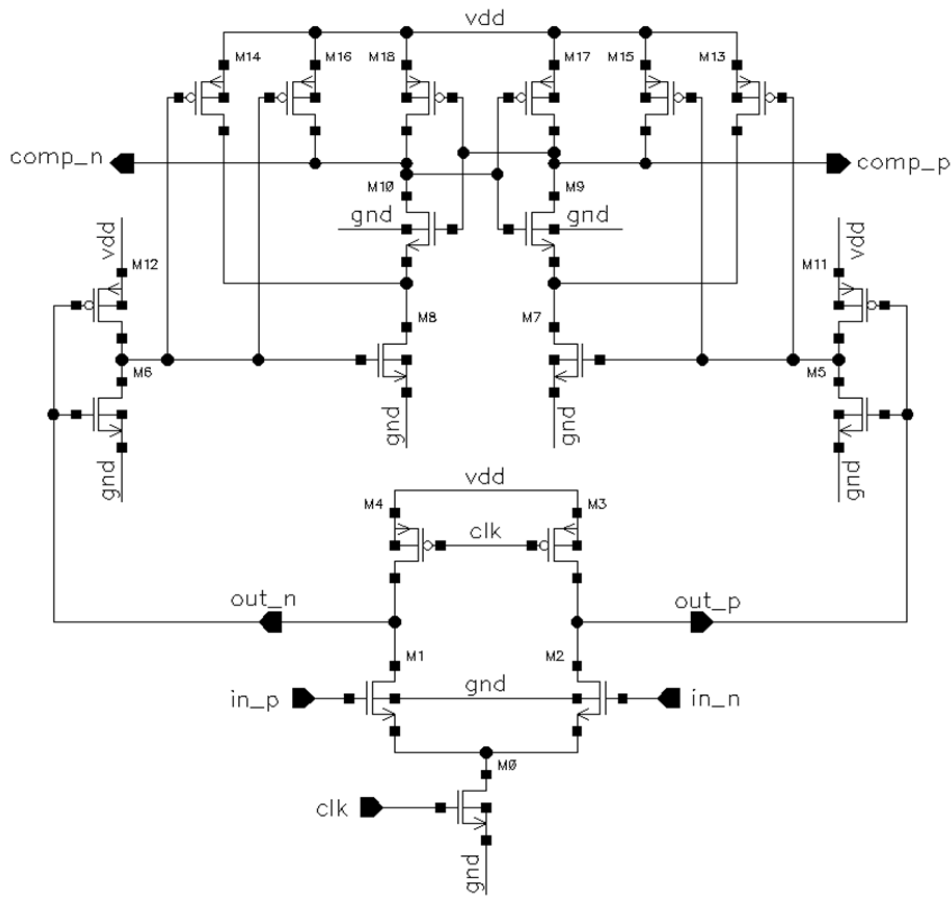 vdd
M14 M16 M18 M17 M15 M13
comp_n comp_p
M10 M9
gnd gnd
vdd vdd
M12 M11
M8 M7
M6 M5
gnd gnd
gnd gnd
vdd
M4 M3
clk
out_n out_p
M1 M2
in_p gnd in_n
M0
clk
gnd